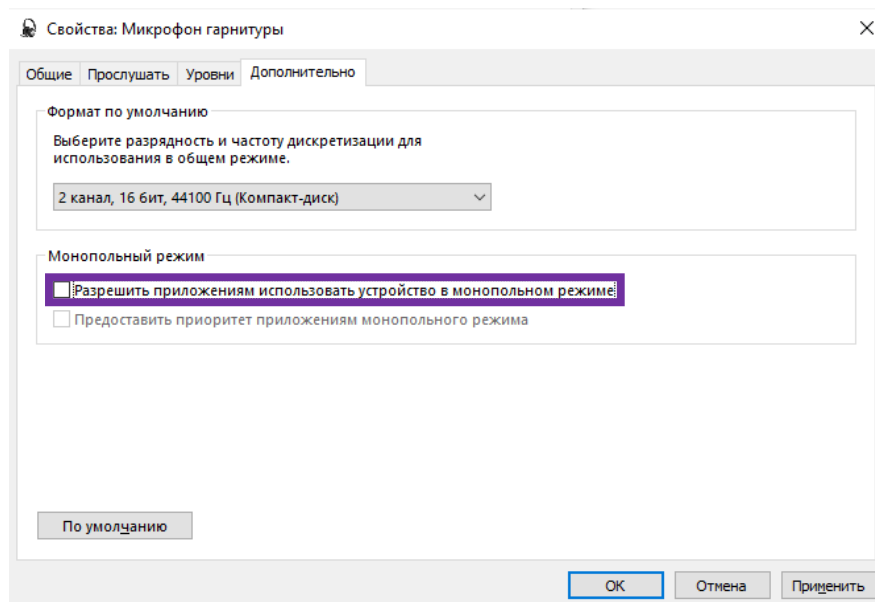 Свойства: Микрофон гарнитуры
Общие Прослушать Уровни Дополнительно
Формат по умолчанию
Выберите разрядность и частоту дискретизации для
использования в общем режиме.
2 канал, 16 бит, 44100 Гц (Компакт-диск)
Монопольный режим
Разрешить приложениям использовать устройство в монопольном режиме
Предоставить приоритет приложениям монопольного режима
По умолчанию
ОК Отмена Применить